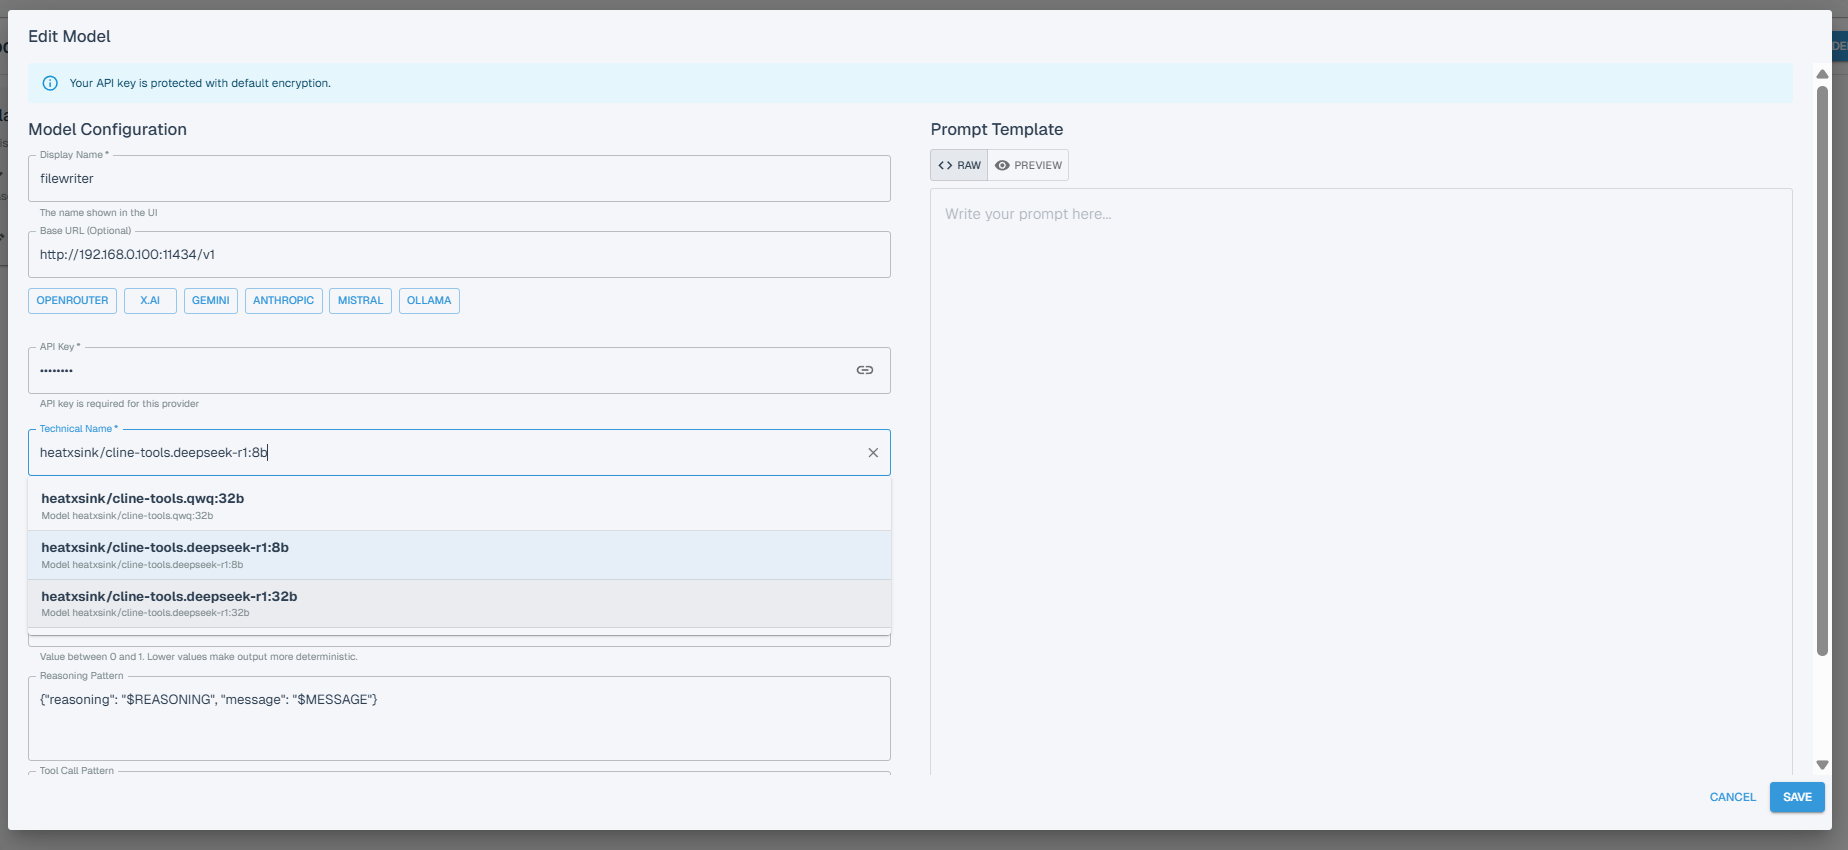 Edit Model
Your API key is protected with default encryption.
Model Configuration
Display Name *
filewriter
The name shown in the UI
Base URL (Optional)
http://192.168.0.100:11434/v1
OPENROUTER
X.AI
GEMINI
ANTHROPIC
MISTRAL
OLLAMA
API Key *
••••••••
API key is required for this provider
Technical Name *
heatxsink/cline-tools.deepseek-r1:8b
heatxsink/cline-tools.qwq:32b
Model heatxsink/cline-tools.qwq:32b
heatxsink/cline-tools.deepseek-r1:8b
Model heatxsink/cline-tools.deepseek-r1:8b
heatxsink/cline-tools.deepseek-r1:32b
Model heatxsink/cline-tools.deepseek-r1:32b
Value between 0 and 1. Lower values make output more deterministic.
Reasoning Pattern
{"reasoning": "$REASONING", "message": "$MESSAGE"}
Tool Call Pattern
Prompt Template
RAW
PREVIEW
Write your prompt here...
CANCEL
SAVE